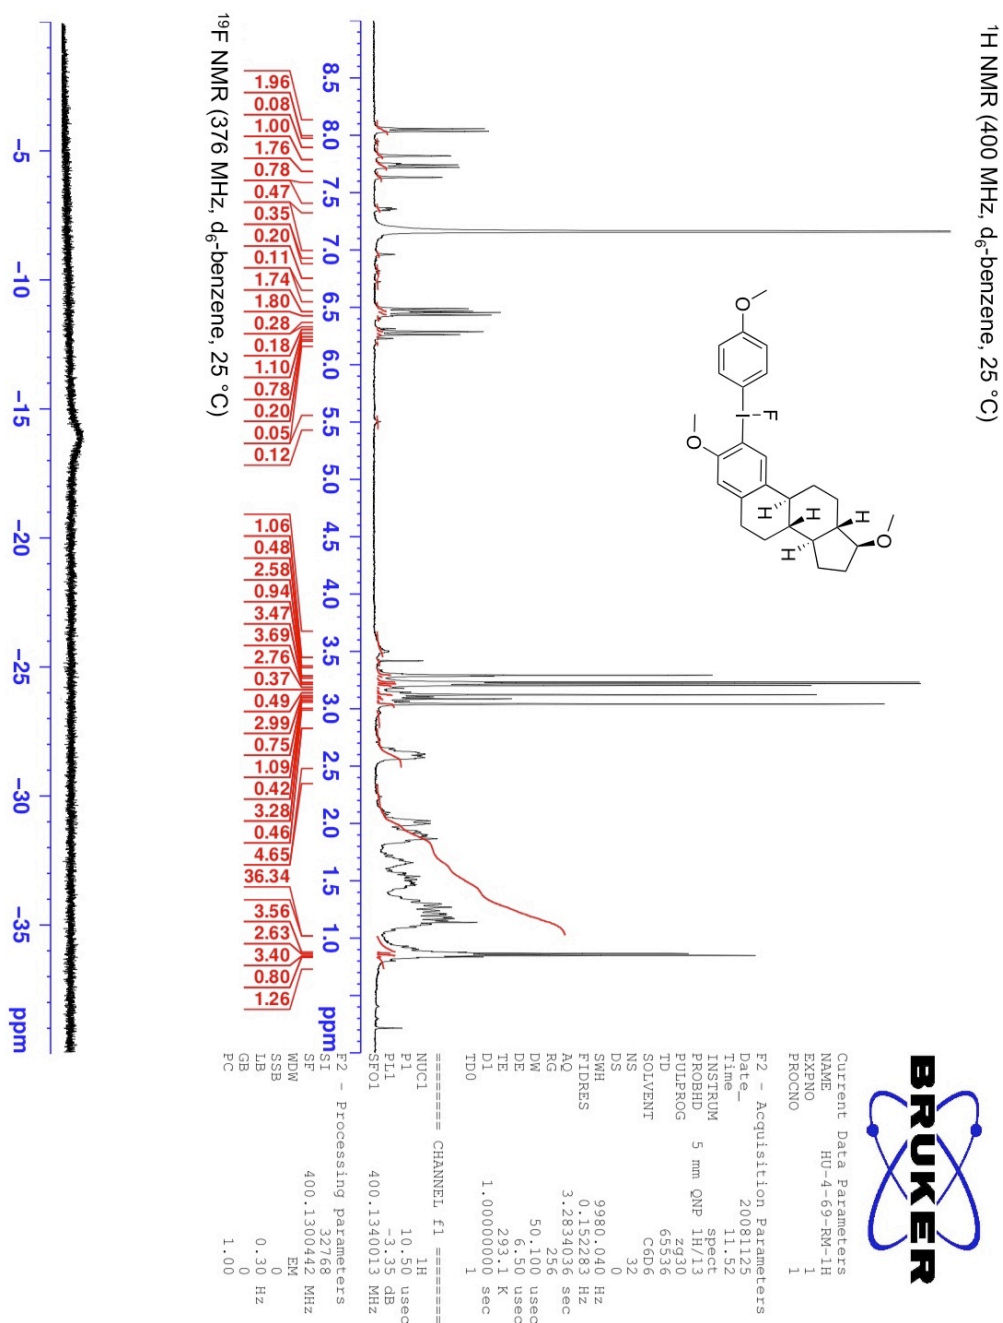 ¹H NMR (400 MHz, d₆-benzene, 25 °C)
BRUKER
Current Data Parameters
NAME HU-4-69-RM-1H
EXPNO 1
PROCNO 1
F2 - Acquisition Parameters
Date_ 20081125
Time 11.52
INSTRUM spect
PROBHD 5 mm QNP 1H/13
PULPROG zg30
TD 65536
SOLVENT C6D6
NS 32
DS 0
SWH 9980.040 Hz
FIDRES 0.152283 Hz
AQ 3.2834036 sec
RG 256
DW 50.100 usec
DE 6.50 usec
TE 293.1 K
D1 1.00000000 sec
TD0 1
======== CHANNEL f1 ========
NUC1 1H
P1 10.50 usec
PL1 -3.35 dB
SFO1 400.1340013 MHz
F2 - Processing parameters
SI 32768
SF 400.1300442 MHz
WDW EM
SSB 0
LB 0.30 Hz
GB 0
PC 1.00
O
H
O
F
I
H
H
H
O
8.5 8.0 7.5 7.0 6.5 6.0 5.5 5.0 4.5 4.0 3.5 3.0 2.5 2.0 1.5 1.0 ppm
1.96
0.08
1.00
1.76
0.78
0.47
0.35
0.20
0.11
1.74
1.80
0.28
0.18
1.10
0.78
0.20
0.05
0.12
1.06
0.48
2.58
0.94
3.47
3.69
2.76
0.37
0.49
2.99
0.75
1.09
0.42
3.28
0.46
4.65
36.34
3.56
2.63
3.40
0.80
1.26
¹⁹F NMR (376 MHz, d₆-benzene, 25 °C)
−5 −10 −15 −20 −25 −30 −35 ppm